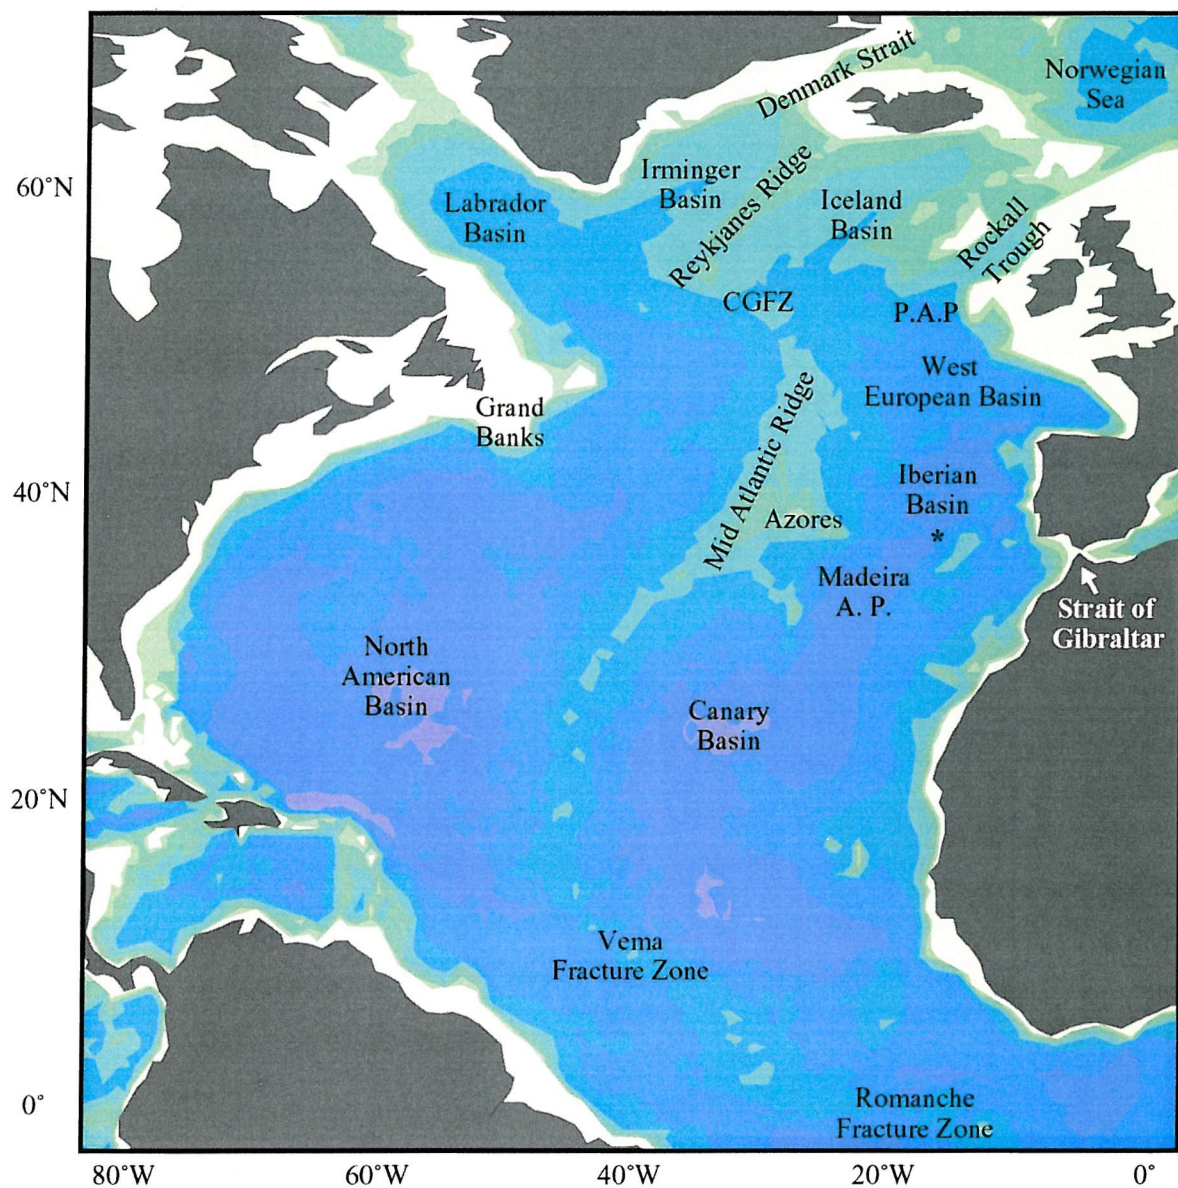 Denmark Strait
Norwegian
Sea
60°N
Irminger
Basin
Reykjanes Ridge
Labrador
Basin
Iceland
Basin
Rockall
Trough
CGFZ
P.A.P
West
European Basin
Grand
Banks
Mid Atlantic Ridge
40°N
Iberian
Basin
*
Azores
Madeira
A. P.
Strait of
Gibraltar
North
American
Basin
Canary
Basin
20°N
Vema
Fracture Zone
0°
Romanche
Fracture Zone
80°W
60°W
40°W
20°W
0°